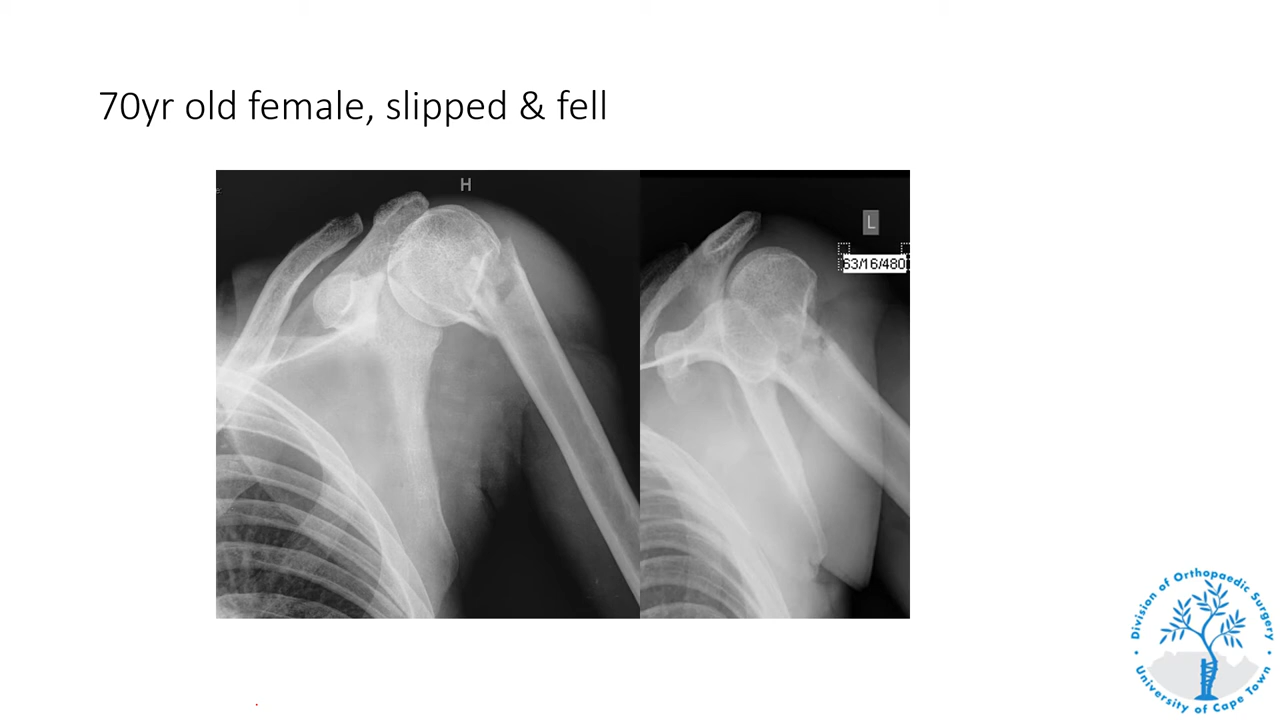 70yr old female, slipped & fell
H
L
63/16/480
Division of Orthopaedic Surgery
University of Cape Town